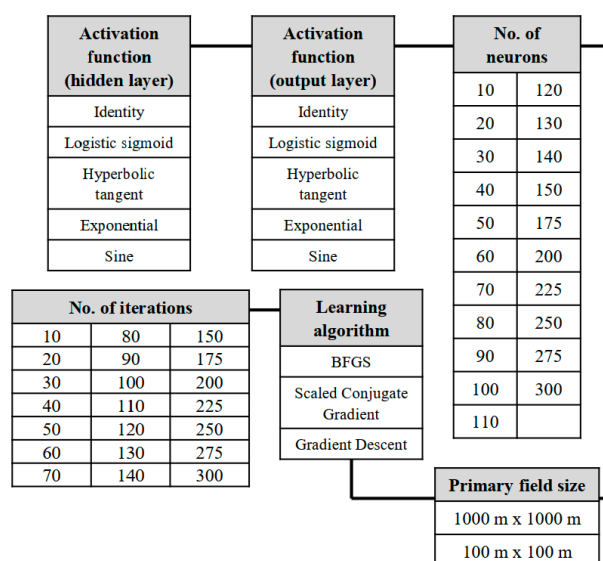 Activation
function
(hidden layer)
Identity
Logistic sigmoid
Hyperbolic
tangent
Exponential
Sine
Activation
function
(output layer)
Identity
Logistic sigmoid
Hyperbolic
tangent
Exponential
Sine
No. of
neurons
10 120
20 130
30 140
40 150
50 175
60 200
70 225
80 250
90 275
100 300
110
No. of iterations
10 80 150
20 90 175
30 100 200
40 110 225
50 120 250
60 130 275
70 140 300
Learning
algorithm
BFGS
Scaled Conjugate
Gradient
Gradient Descent
Primary field size
1000 m x 1000 m
100 m x 100 m